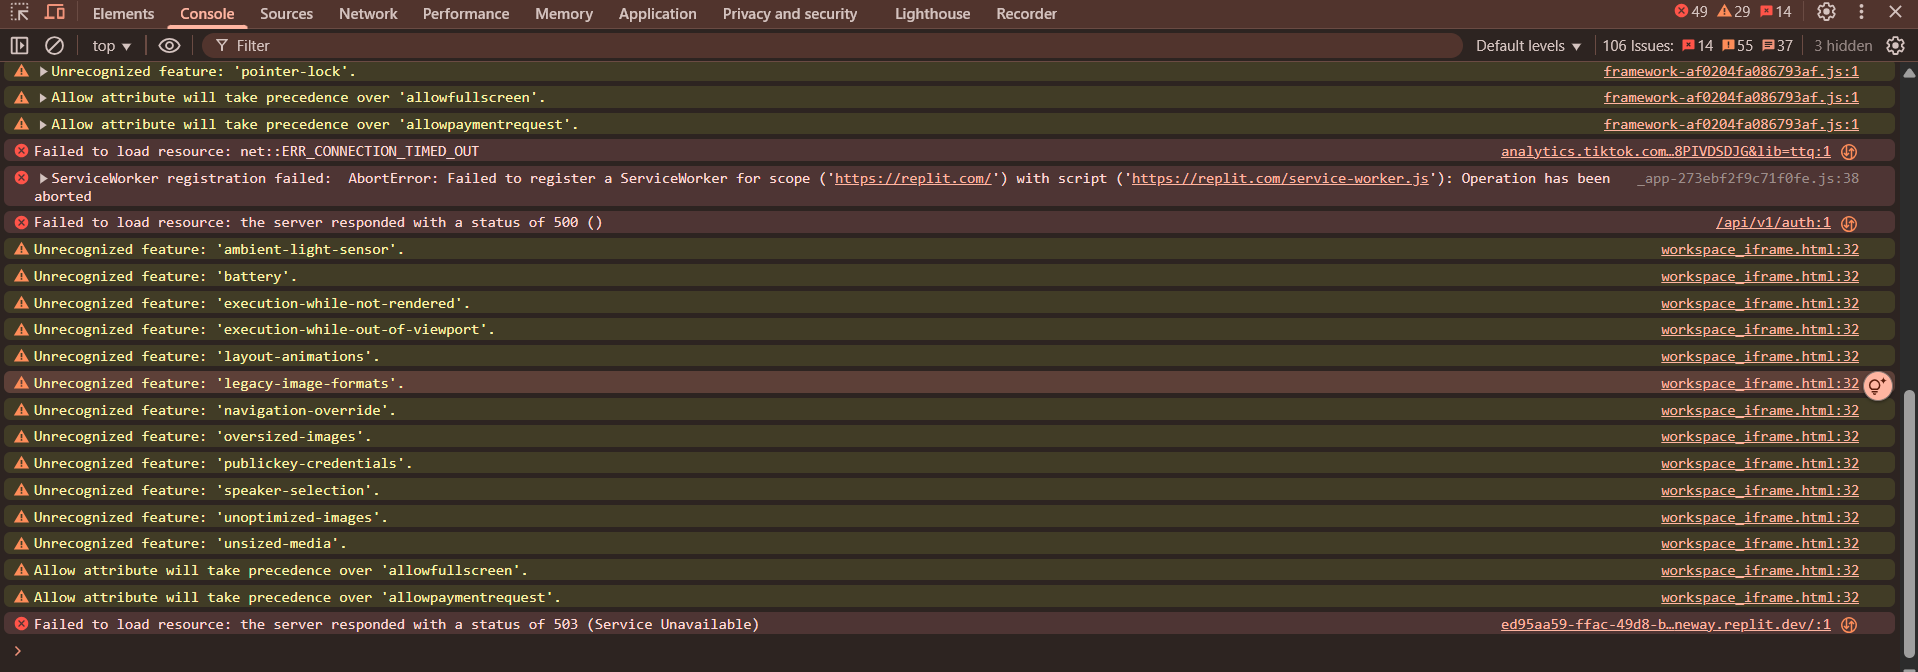 Elements Console Sources Network Performance Memory Application Privacy and security Lighthouse Recorder 49 29 14
top Filter Default levels 106 Issues: 14 55 37 3 hidden
Unrecognized feature: 'pointer-lock'. framework-af0204fa086793af.js:1
Allow attribute will take precedence over 'allowfullscreen'. framework-af0204fa086793af.js:1
Allow attribute will take precedence over 'allowpaymentrequest'. framework-af0204fa086793af.js:1
Failed to load resource: net::ERR_CONNECTION_TIMED_OUT analytics.tiktok.com…8PIVDSDJG&lib=ttq:1
ServiceWorker registration failed: AbortError: Failed to register a ServiceWorker for scope ('https://replit.com/') with script ('https://replit.com/service-worker.js'): Operation has been _app-273ebf2f9c71f0fe.js:38
aborted
Failed to load resource: the server responded with a status of 500 () /api/v1/auth:1
Unrecognized feature: 'ambient-light-sensor'. workspace_iframe.html:32
Unrecognized feature: 'battery'. workspace_iframe.html:32
Unrecognized feature: 'execution-while-not-rendered'. workspace_iframe.html:32
Unrecognized feature: 'execution-while-out-of-viewport'. workspace_iframe.html:32
Unrecognized feature: 'layout-animations'. workspace_iframe.html:32
Unrecognized feature: 'legacy-image-formats'. workspace_iframe.html:32
Unrecognized feature: 'navigation-override'. workspace_iframe.html:32
Unrecognized feature: 'oversized-images'. workspace_iframe.html:32
Unrecognized feature: 'publickey-credentials'. workspace_iframe.html:32
Unrecognized feature: 'speaker-selection'. workspace_iframe.html:32
Unrecognized feature: 'unoptimized-images'. workspace_iframe.html:32
Unrecognized feature: 'unsized-media'. workspace_iframe.html:32
Allow attribute will take precedence over 'allowfullscreen'. workspace_iframe.html:32
Allow attribute will take precedence over 'allowpaymentrequest'. workspace_iframe.html:32
Failed to load resource: the server responded with a status of 503 (Service Unavailable) ed95aa59-ffac-49d8-b…neway.replit.dev/:1